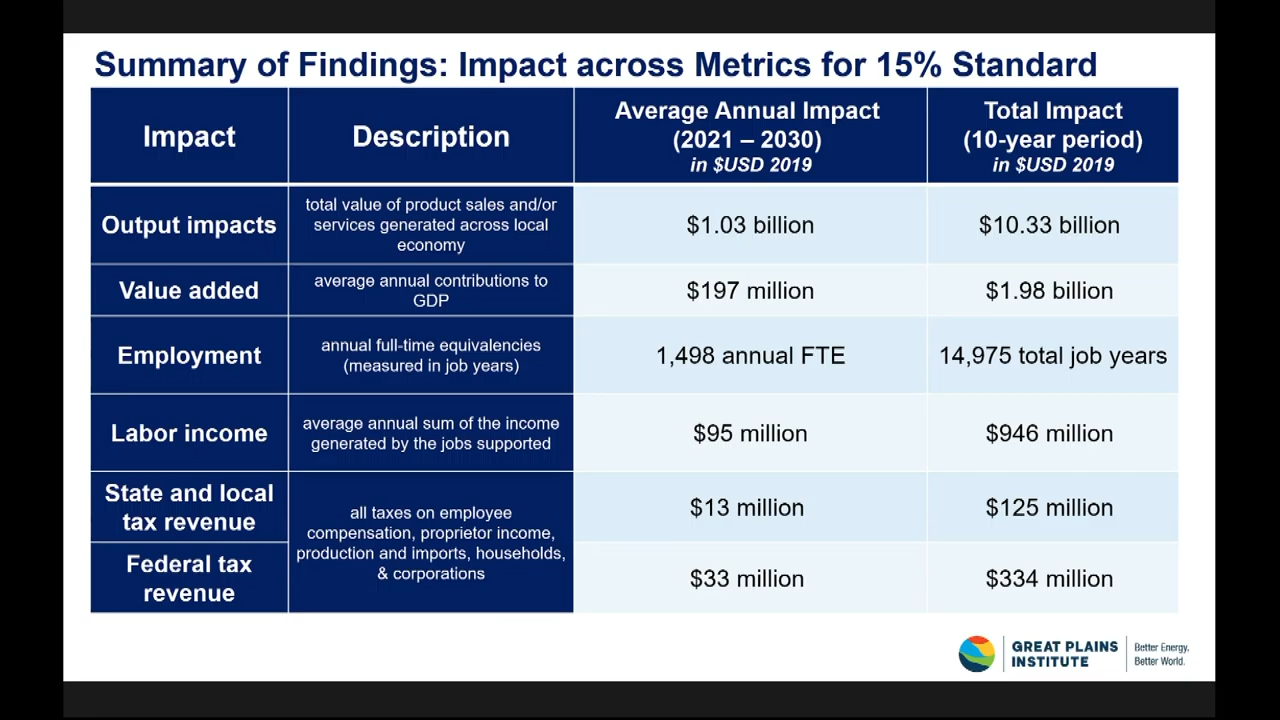 Summary of Findings: Impact across Metrics for 15% Standard
Impact
Description
Average Annual Impact
(2021 – 2030)
in $USD 2019
Total Impact
(10-year period)
in $USD 2019
Output impacts
total value of product sales and/or
services generated across local
economy
$1.03 billion
$10.33 billion
Value added
average annual contributions to
GDP
$197 million
$1.98 billion
Employment
annual full-time equivalencies
(measured in job years)
1,498 annual FTE
14,975 total job years
Labor income
average annual sum of the income
generated by the jobs supported
$95 million
$946 million
State and local
tax revenue
all taxes on employee
compensation, proprietor income,
production and imports, households,
& corporations
$13 million
$125 million
Federal tax
revenue
$33 million
$334 million
GREAT PLAINS
INSTITUTE
Better Energy.
Better World.